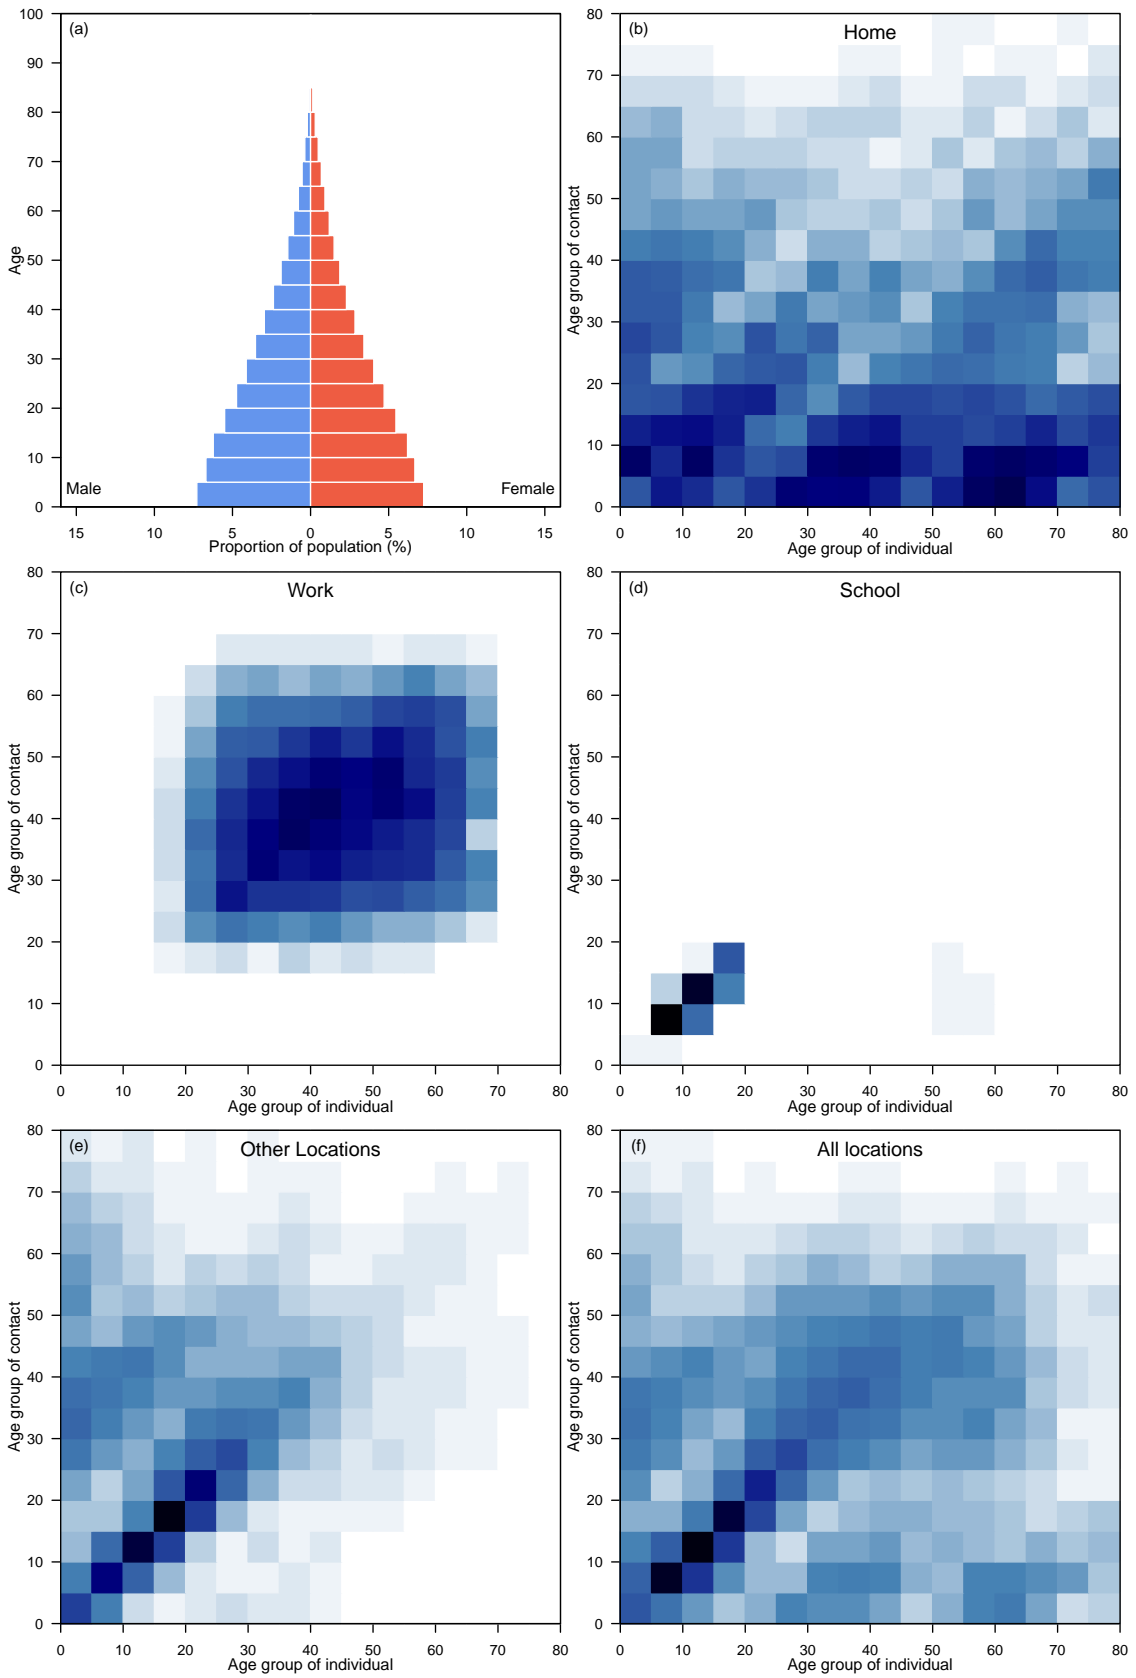 (a)
100
90
80
70
60
50
40
30
20
10
0
Age
Male
Female
15 10 5 0 5 10 15
Proportion of population (%)
(b)
Home
80
70
60
50
40
30
20
10
0
Age group of contact
0 10 20 30 40 50 60 70 80
Age group of individual
(c)
Work
80
70
60
50
40
30
20
10
0
Age group of contact
0 10 20 30 40 50 60 70 80
Age group of individual
(d)
School
80
70
60
50
40
30
20
10
0
Age group of contact
0 10 20 30 40 50 60 70 80
Age group of individual
(e)
Other Locations
80
70
60
50
40
30
20
10
0
Age group of contact
0 10 20 30 40 50 60 70 80
Age group of individual
(f)
All locations
80
70
60
50
40
30
20
10
0
Age group of contact
0 10 20 30 40 50 60 70 80
Age group of individual